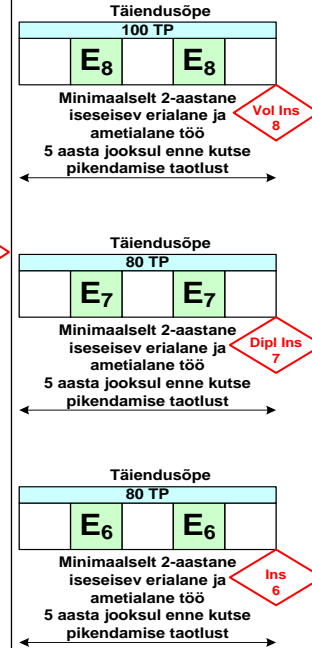 Täiendusõpe
100 TP
E8 E8
Minimaalselt 2-aastane
iseseisev erialane ja
ametialane töö
5 aasta jooksul enne kutse
pikendamise taotlust
Vol Ins
8
Täiendusõpe
80 TP
E7 E7
Minimaalselt 2-aastane
iseseisev erialane ja
ametialane töö
5 aasta jooksul enne kutse
pikendamise taotlust
Dipl Ins
7
Täiendusõpe
80 TP
E6 E6
Minimaalselt 2-aastane
iseseisev erialane ja
ametialane töö
5 aasta jooksul enne kutse
pikendamise taotlust
Ins
6